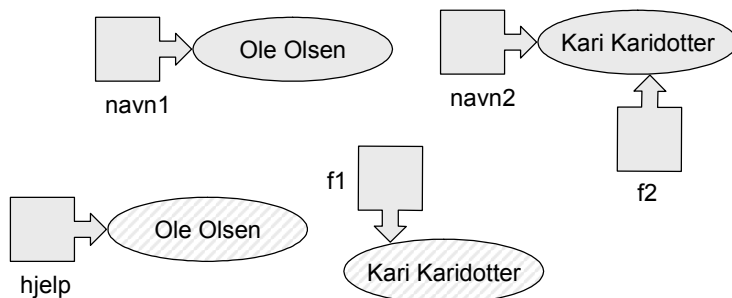 Ole Olsen
navn1
Kari Karidotter
navn2
f2
f1
Ole Olsen
hjelp
Kari Karidotter